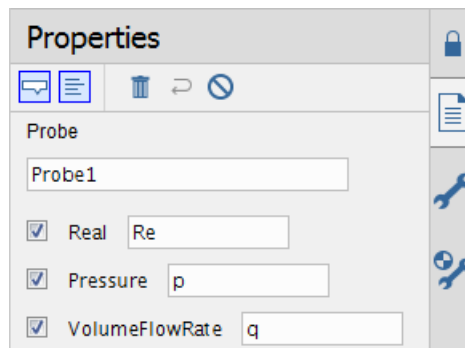 Properties
Probe
Probe1
Real Re
Pressure p
VolumeFlowRate q